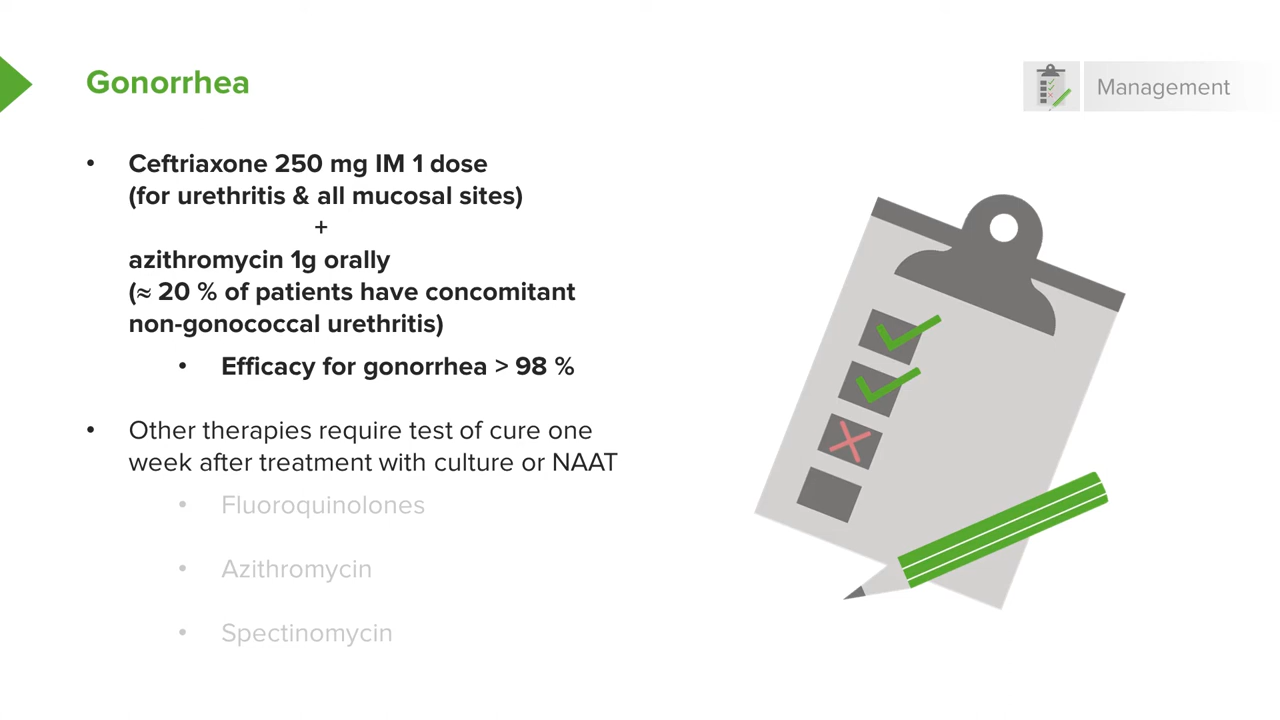 Gonorrhea
Management
• Ceftriaxone 250 mg IM 1 dose
(for urethritis & all mucosal sites)
+
azithromycin 1g orally
(≈ 20 % of patients have concomitant
non-gonococcal urethritis)
• Efficacy for gonorrhea > 98 %
• Other therapies require test of cure one
week after treatment with culture or NAAT
• Fluoroquinolones
• Azithromycin
• Spectinomycin